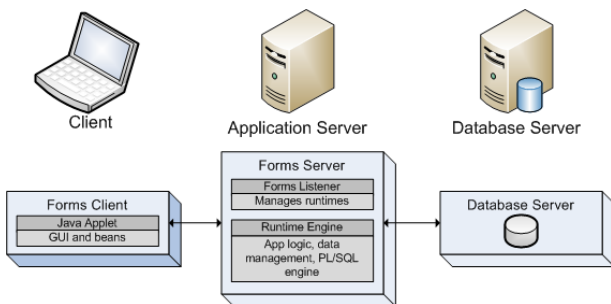 Client
Application Server
Database Server
Forms Client
Java Applet
GUI and beans
Forms Server
Forms Listener
Manages runtimes
Runtime Engine
App logic, data
management, PL/SQL
engine
Database Server